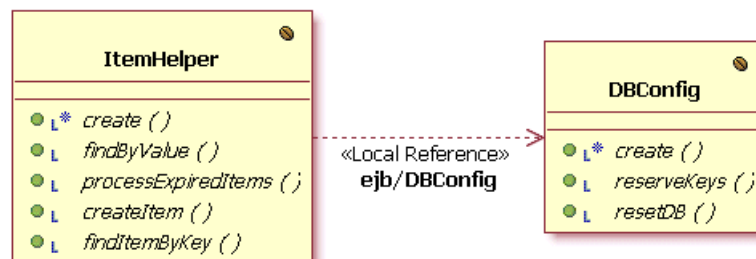 ItemHelper
L* create ( )
L findByValue ( )
L processExpiredItems ( )
L createItem ( )
L findItemByKey ( )
«Local Reference»
ejb/DBConfig
DBConfig
L* create ( )
L reserveKeys ( )
L resetDB ( )